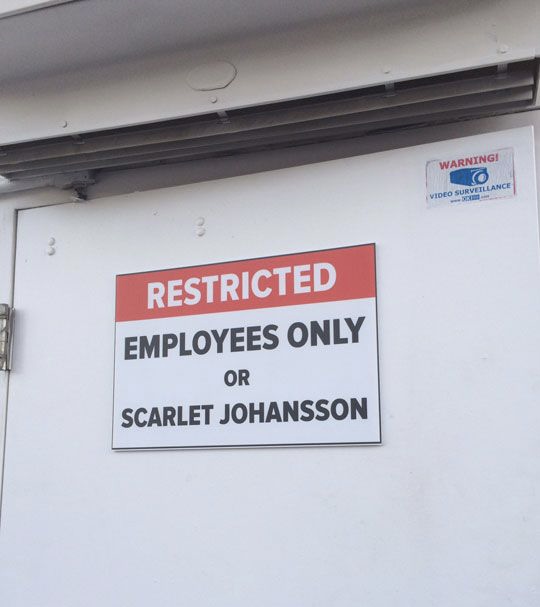 WARNING!
VIDEO SURVEILLANCE
RESTRICTED
EMPLOYEES ONLY
OR
SCARLET JOHANSSON